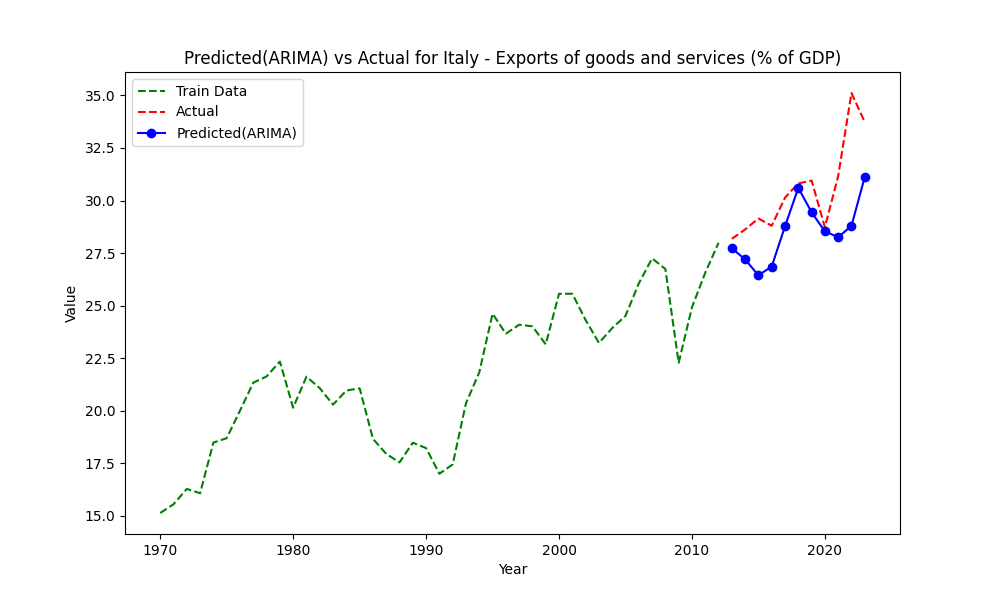 Predicted(ARIMA) vs Actual for Italy - Exports of goods and services (% of GDP)
Train Data
Actual
Predicted(ARIMA)
35.0
32.5
30.0
27.5
25.0
22.5
20.0
17.5
15.0
Value
1970 1980 1990 2000 2010 2020
Year